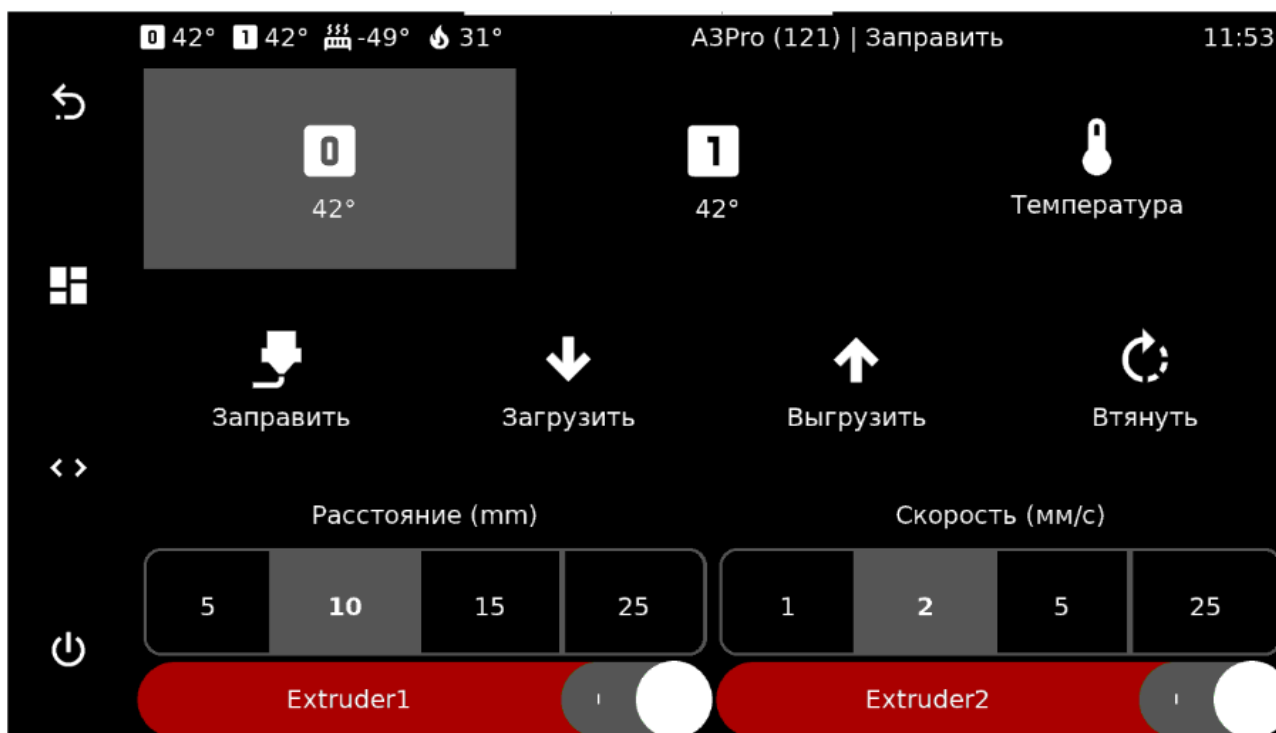 0 42° 1 42° -49° 31° A3Pro (121) | Заправить 11:53
0 1
42° 42° Температура
Заправить Загрузить Выгрузить Втянуть
Расстояние (mm) Скорость (мм/с)
5 10 15 25 1 2 5 25
Extruder1 Extruder2